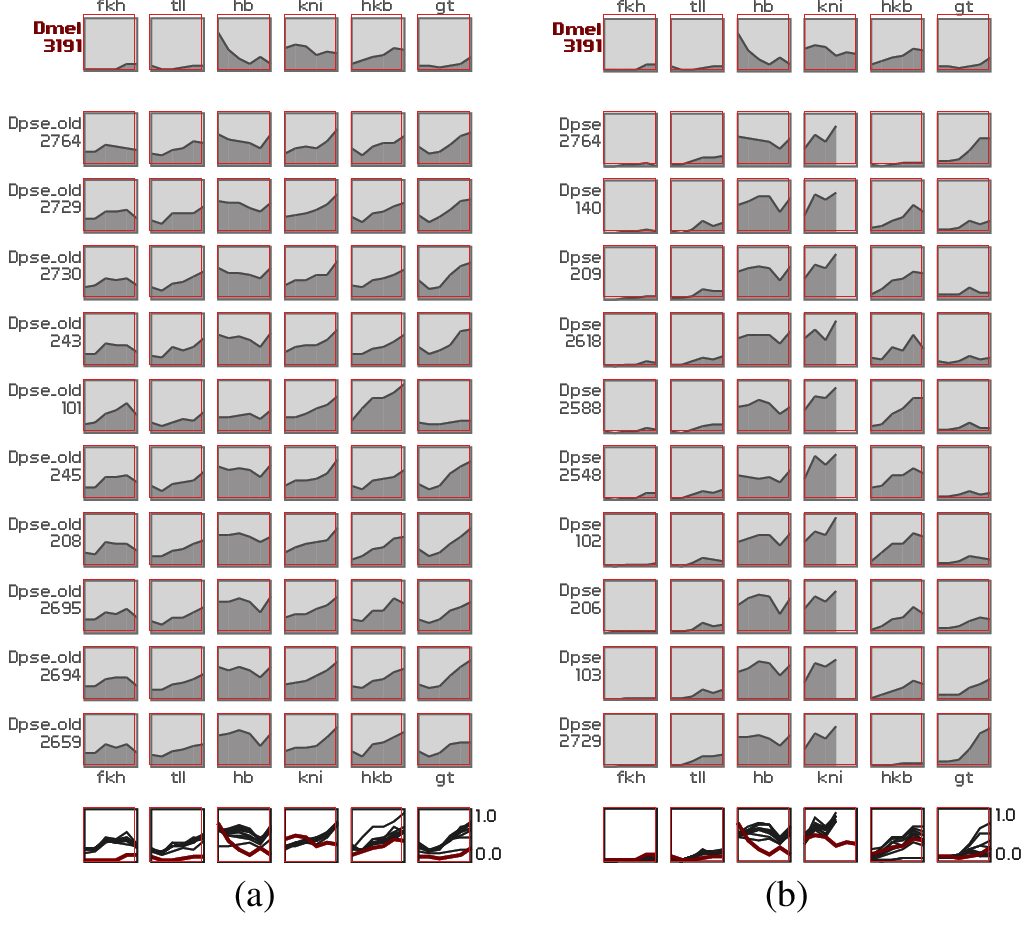 fkh tll hb kni hkb gt
Dmel
3191
Dpse_old
2764
Dpse_old
2729
Dpse_old
2730
Dpse_old
243
Dpse_old
101
Dpse_old
245
Dpse_old
208
Dpse_old
2695
Dpse_old
2694
Dpse_old
2659
fkh tll hb kni hkb gt
1.0
0.0
(a)
fkh tll hb kni hkb gt
Dmel
3191
Dpse
2764
Dpse
140
Dpse
209
Dpse
2618
Dpse
2588
Dpse
2548
Dpse
102
Dpse
206
Dpse
103
Dpse
2729
fkh tll hb kni hkb gt
1.0
0.0
(b)